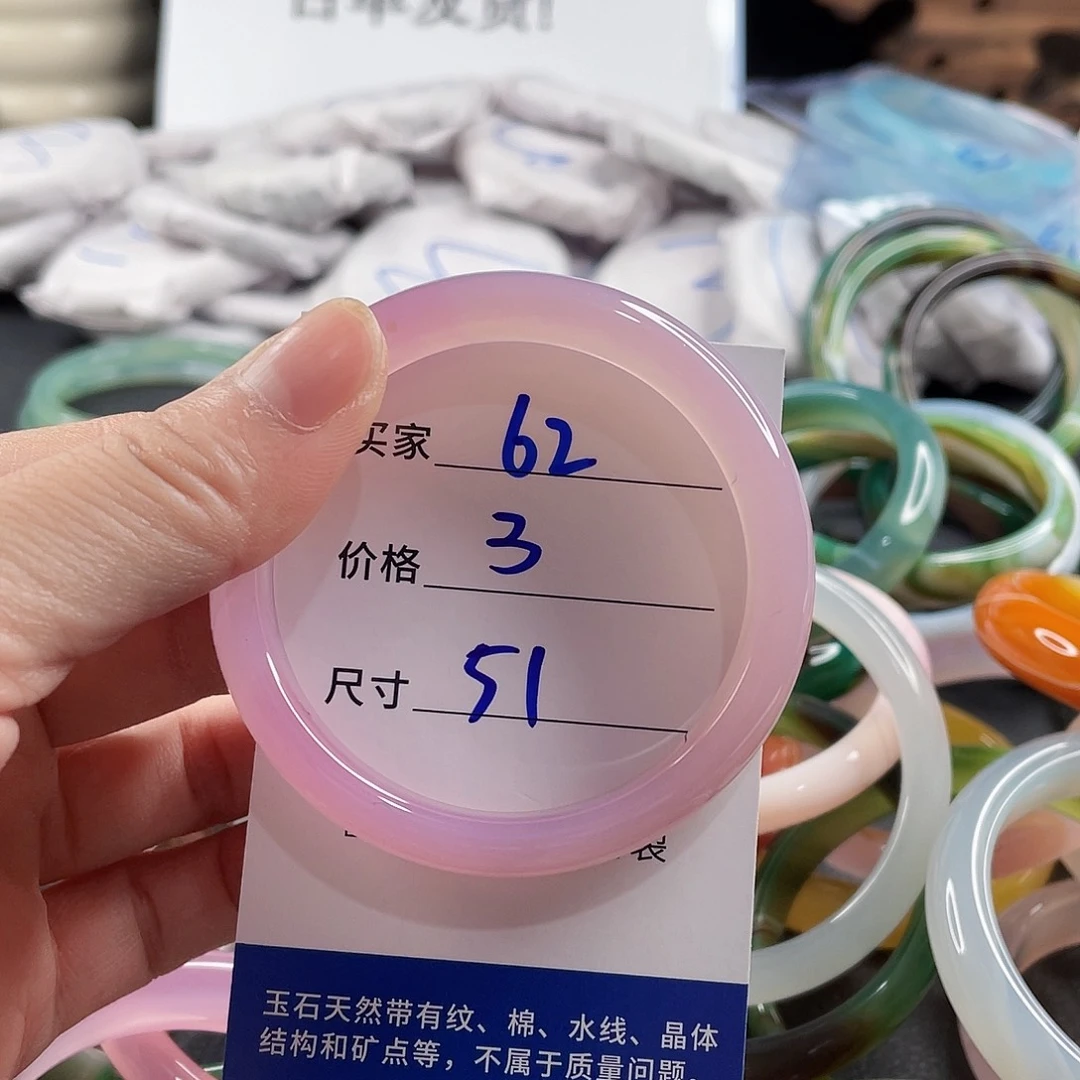 买家 62
价格 3
尺寸 51
玉石天然带有纹、棉、水线、晶体
结构和矿点等，不属于质量问题。